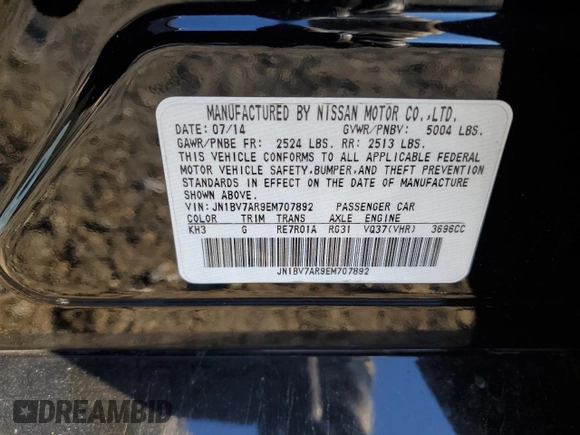 MANUFACTURED BY NISSAN MOTOR CO.,LTD.
DATE: 07/14 GVWR/PNBV: 5004 LBS.
GAWR/PNBE FR: 2524 LBS. RR: 2513 LBS.
THIS VEHICLE CONFORMS TO ALL APPLICABLE FEDERAL
MOTOR VEHICLE SAFETY,BUMPER,AND THEFT PREVENTION
STANDARDS IN EFFECT ON THE DATE OF MANUFACTURE
SHOWN ABOVE.
VIN: JN1BV7AR9EM707892 PASSENGER CAR
COLOR TRIM TRANS AXLE ENGINE
KH3 G RE7R01A RG31 VQ37(VHR) 3696CC
JN1BV7AR9EM707892
DREAMBID